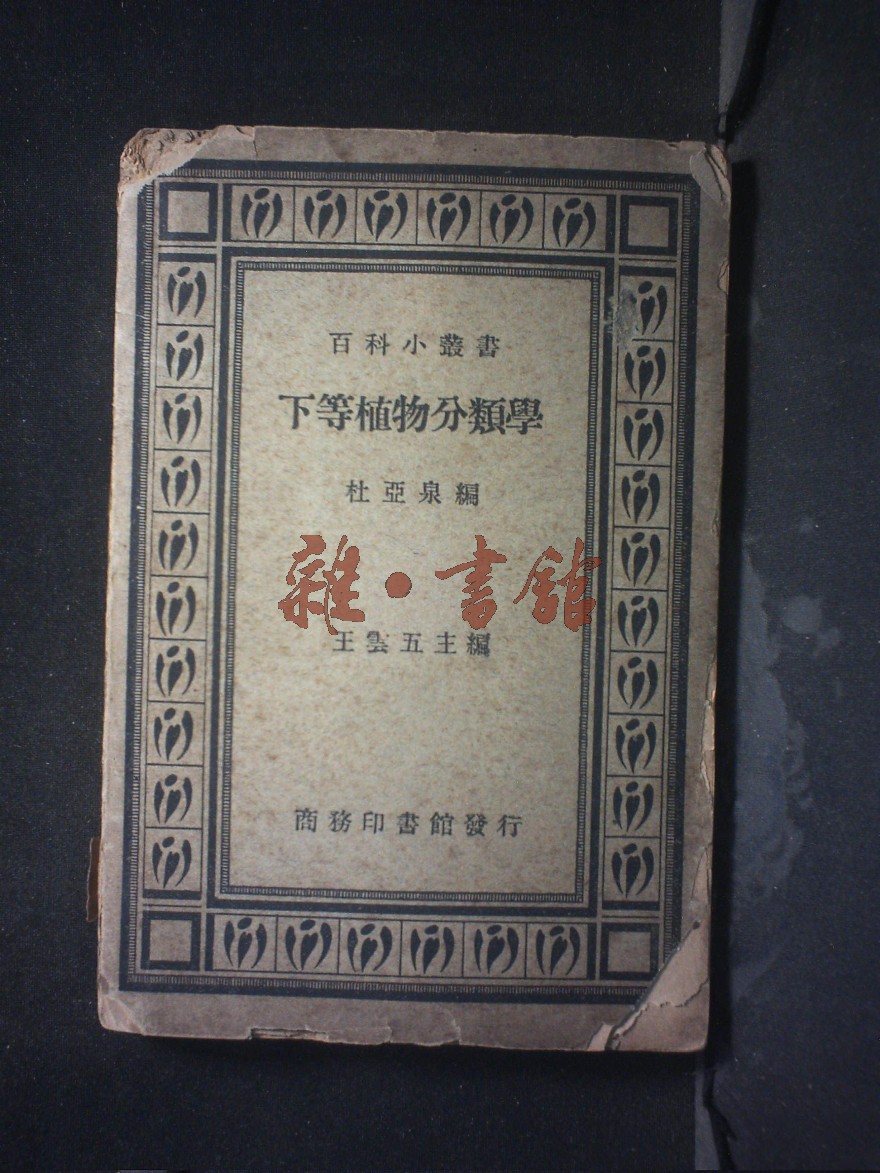 百科小叢書
下等植物分類學
杜亞泉編
雜·書館
王雲五主編
商務印書館發行